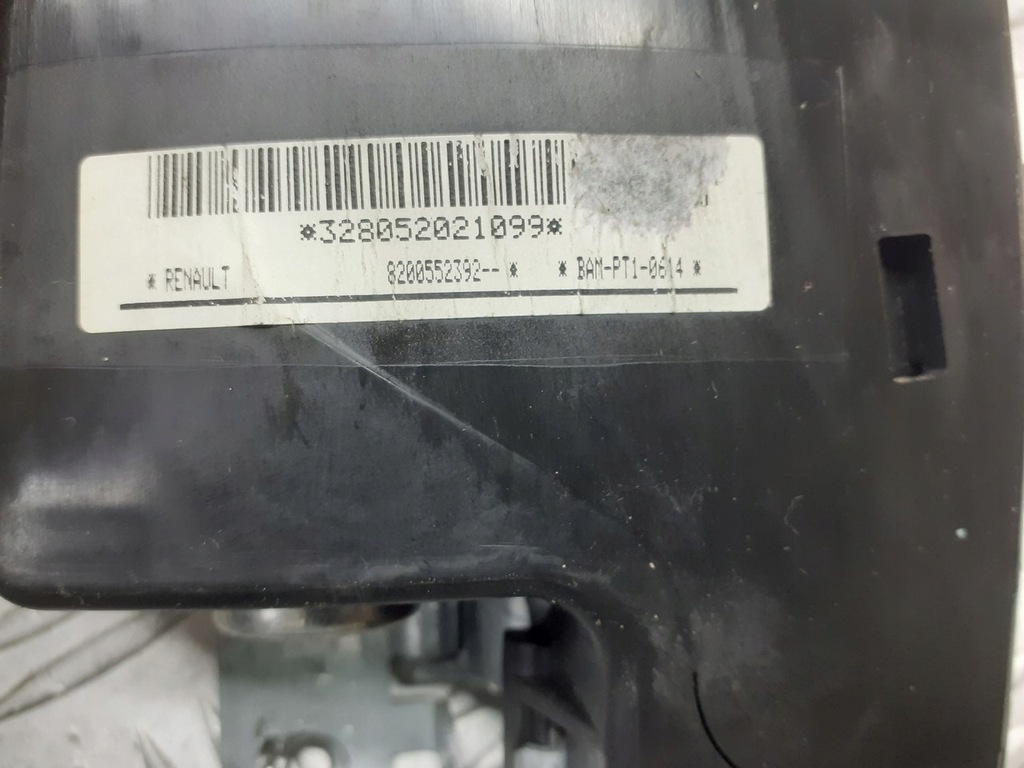 *328052021099*
* RENAULT 8200552392-- * * BAM-PT1-0614 *